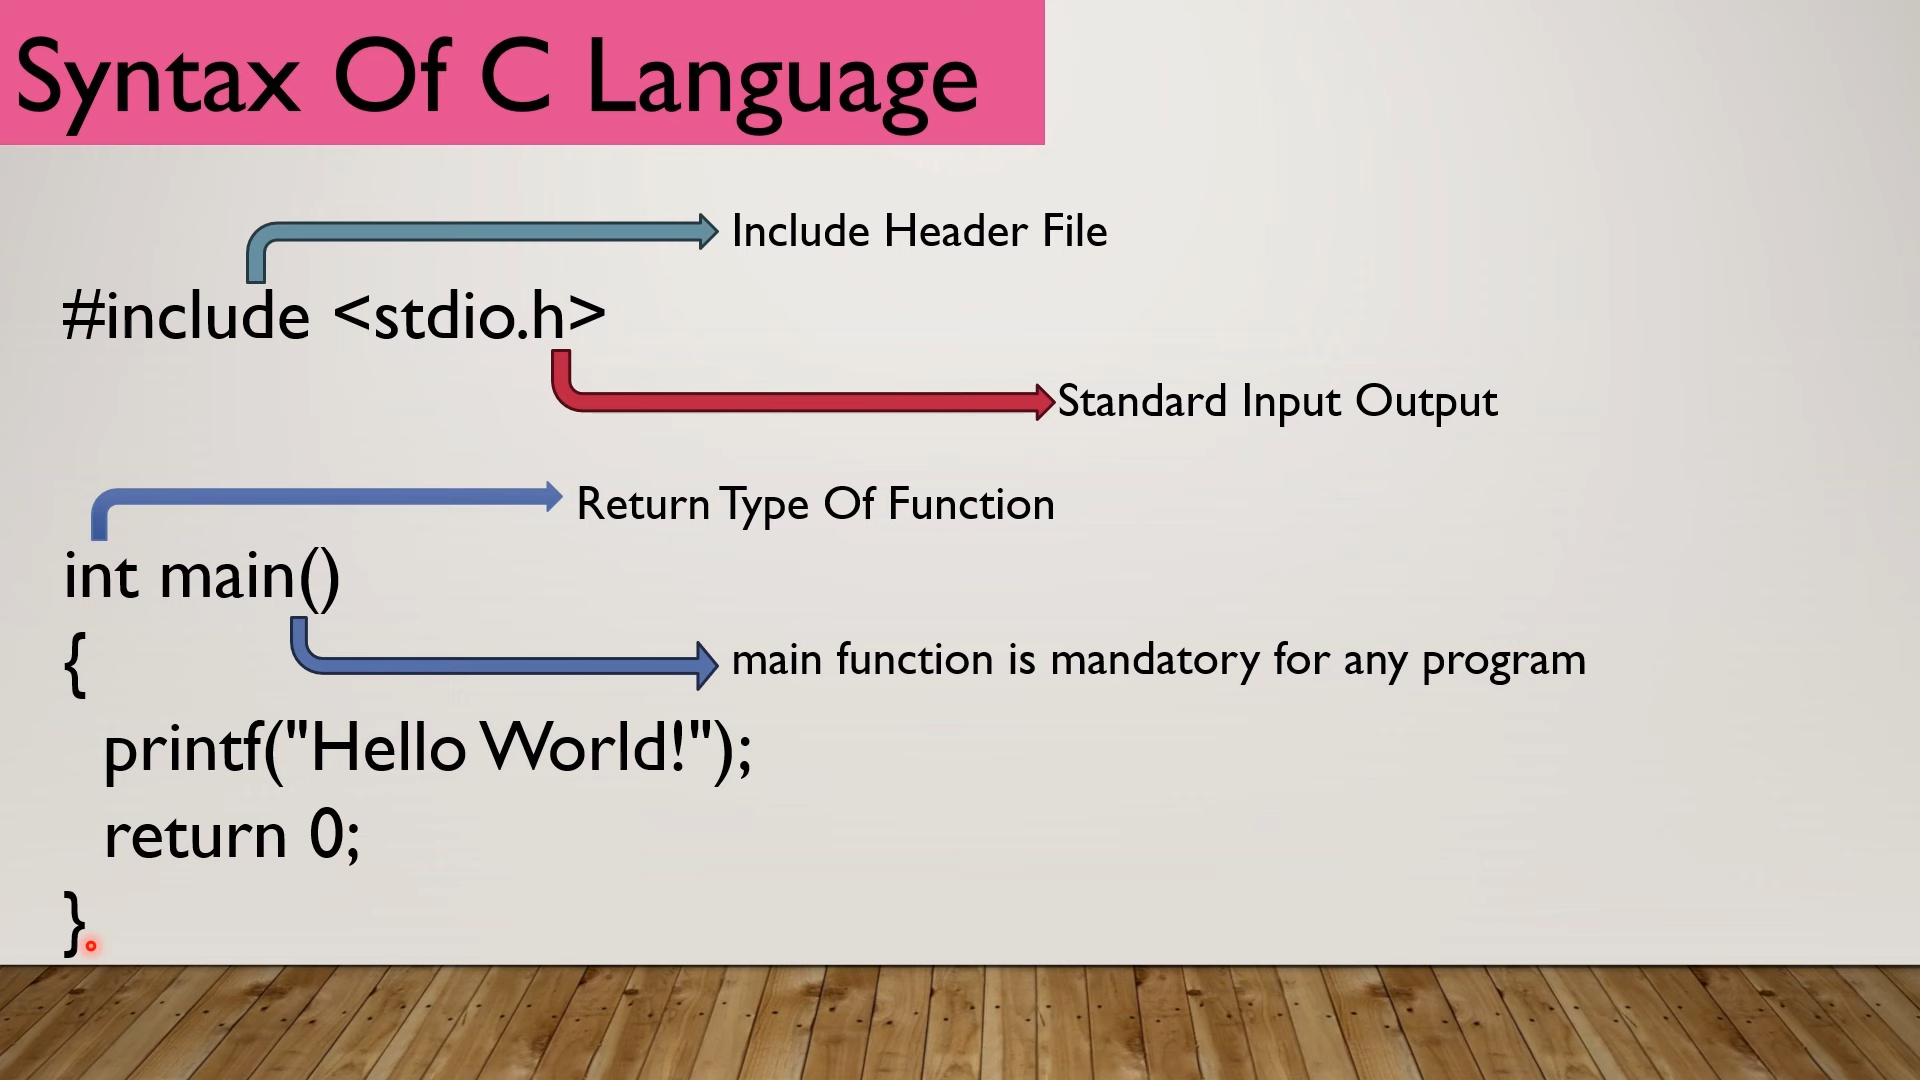 Syntax Of C Language
Include Header File
#include <stdio.h>
Standard Input Output
Return Type Of Function
int main()
{
main function is mandatory for any program
printf("Hello World!");
return 0;
}